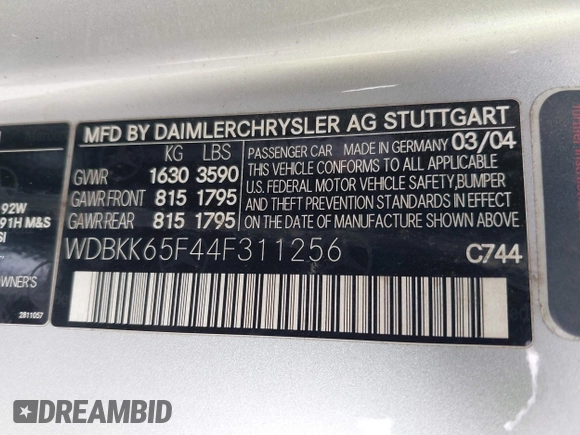 MFD BY DAIMLERCHRYSLER AG STUTTGART
KG LBS
GVWR 1630 3590
GAWR FRONT 815 1795
GAWR REAR 815 1795
PASSENGER CAR MADE IN GERMANY 03/04
THIS VEHICLE CONFORMS TO ALL APPLICABLE
U.S. FEDERAL MOTOR VEHICLE SAFETY, BUMPER
AND THEFT PREVENTION STANDARDS
IN EFFECT ON THE DATE OF
MANUFACTURE SHOWN ABOVE.
WDBKK65F44F311256
C744
92W
91H M&S
SI
OWNER'S
2811057
DREAMBID